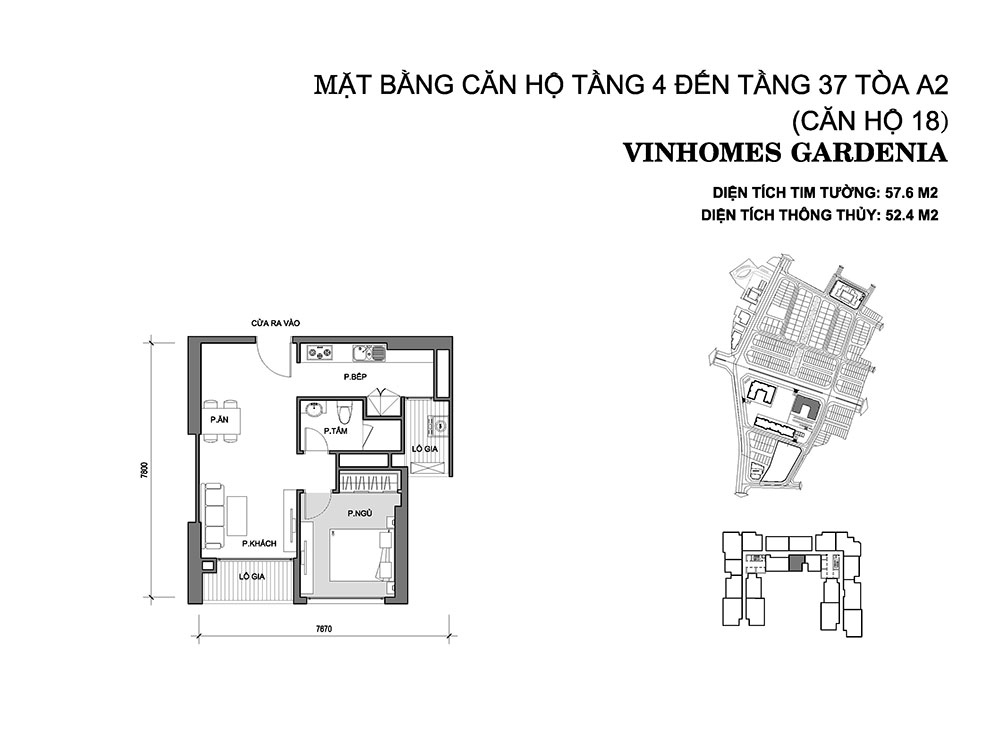 MẶT BẰNG CĂN HỘ TẦNG 4 ĐẾN TẦNG 37 TÒA A2
(CĂN HỘ 18)
VINHOMES GARDENIA
DIỆN TÍCH TIM TƯỜNG: 57.6 M2
DIỆN TÍCH THÔNG THỦY: 52.4 M2
CỬA RA VÀO
P.BẾP
P.ĂN
P.TẮM
LÔ GIA
7800
P.NGỦ
P.KHÁCH
LÔ GIA
7670